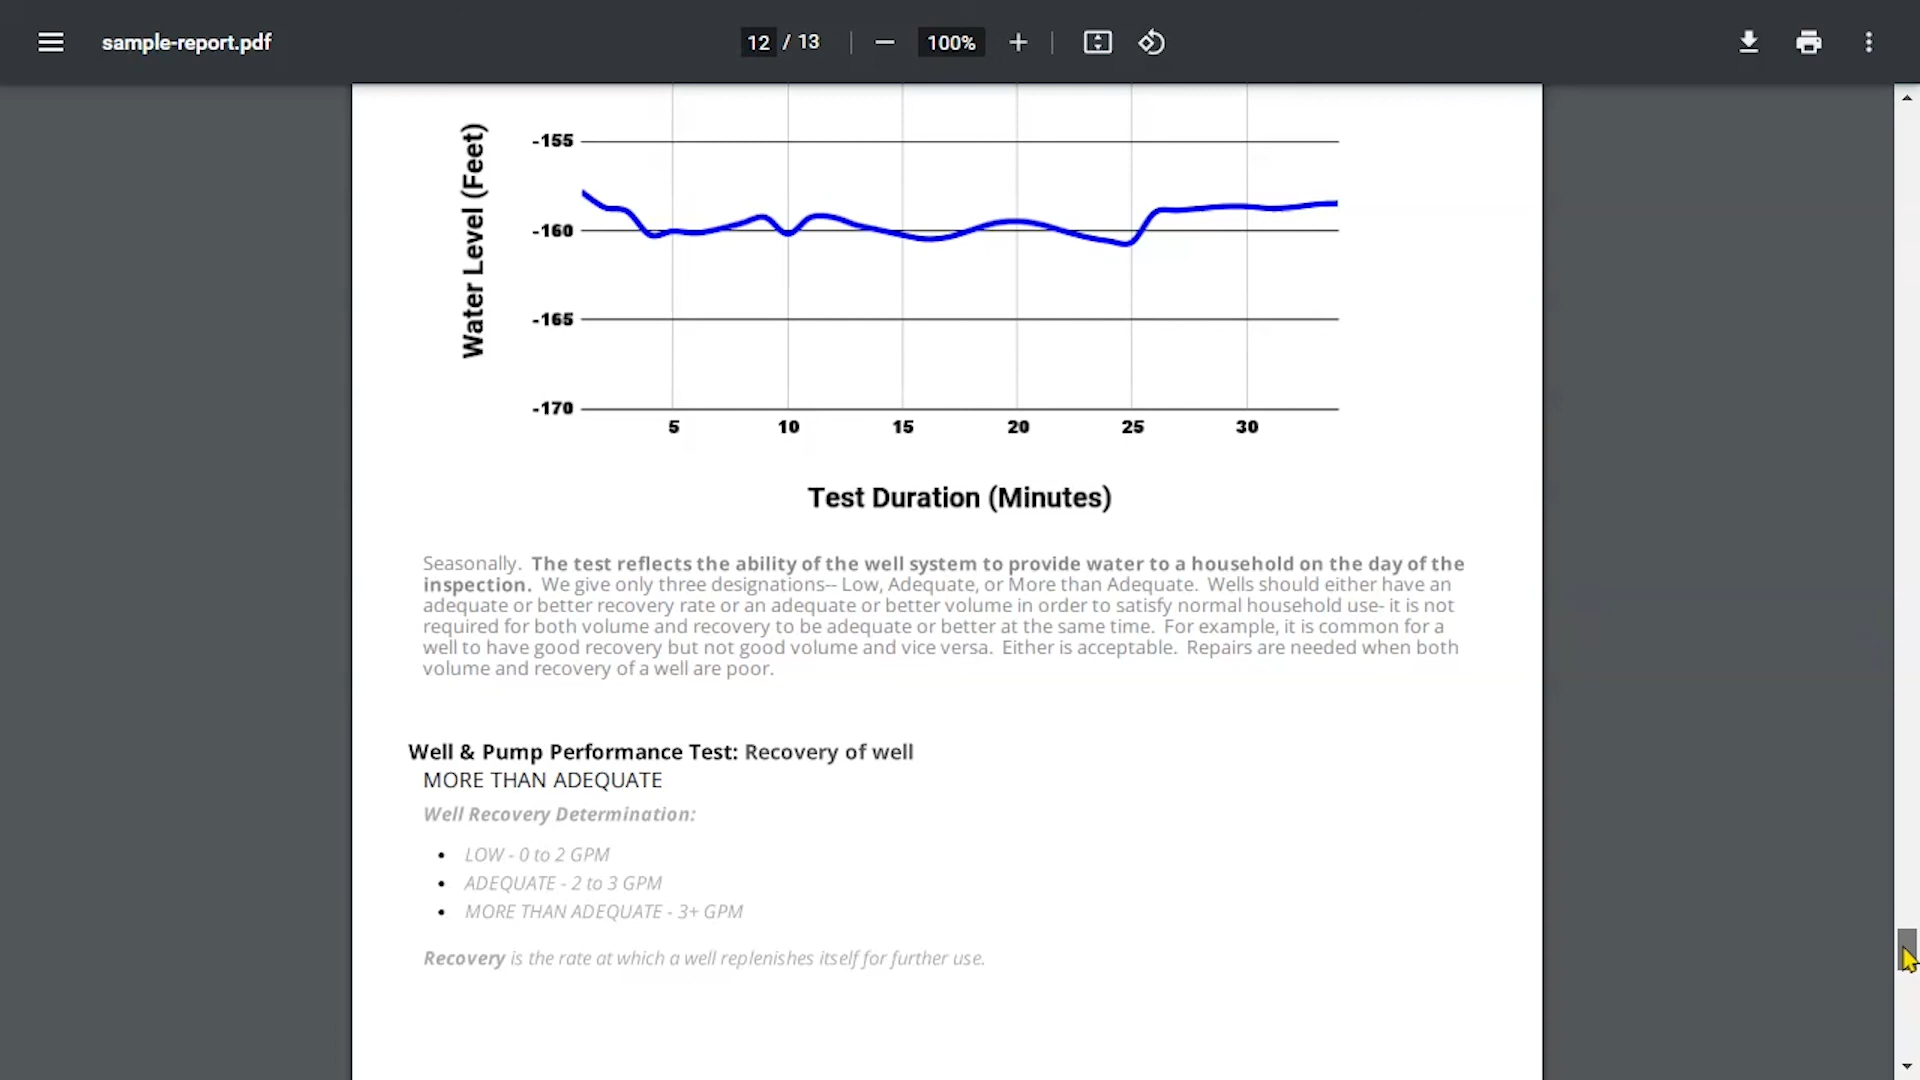 sample-report.pdf
12 / 13
100%
Water Level (Feet)
-155
-160
-165
-170
5 10 15 20 25 30
Test Duration (Minutes)
Seasonally. The test reflects the ability of the well system to provide water to a household on the day of the
inspection. We give only three designations-- Low, Adequate, or More than Adequate. Wells should either have an
adequate or better recovery rate or an adequate or better volume in order to satisfy normal household use- it is not
required for both volume and recovery to be adequate or better at the same time. For example, it is common for a
well to have good recovery but not good volume and vice versa. Either is acceptable. Repairs are needed when both
volume and recovery of a well are poor.
Well & Pump Performance Test: Recovery of well
MORE THAN ADEQUATE
Well Recovery Determination:
• LOW - 0 to 2 GPM
• ADEQUATE - 2 to 3 GPM
• MORE THAN ADEQUATE - 3+ GPM
Recovery is the rate at which a well replenishes itself for further use.